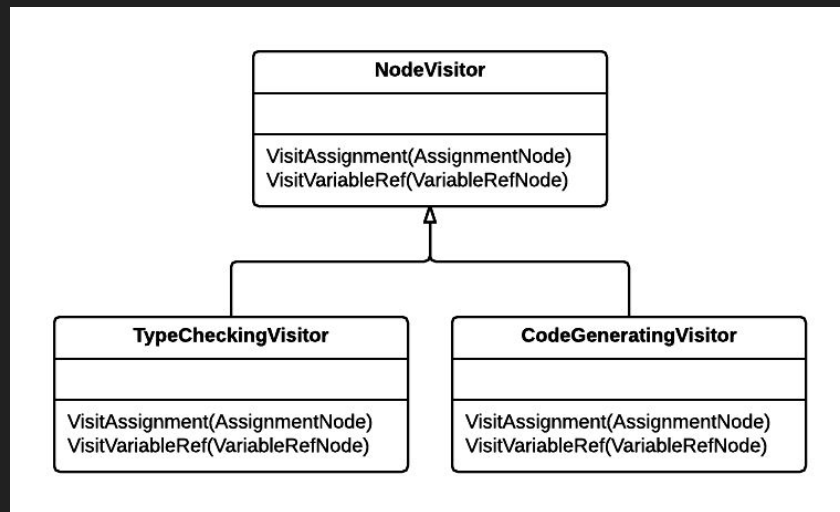 NodeVisitor
VisitAssignment(AssignmentNode)
VisitVariableRef(VariableRefNode)
TypeCheckingVisitor
VisitAssignment(AssignmentNode)
VisitVariableRef(VariableRefNode)
CodeGeneratingVisitor
VisitAssignment(AssignmentNode)
VisitVariableRef(VariableRefNode)